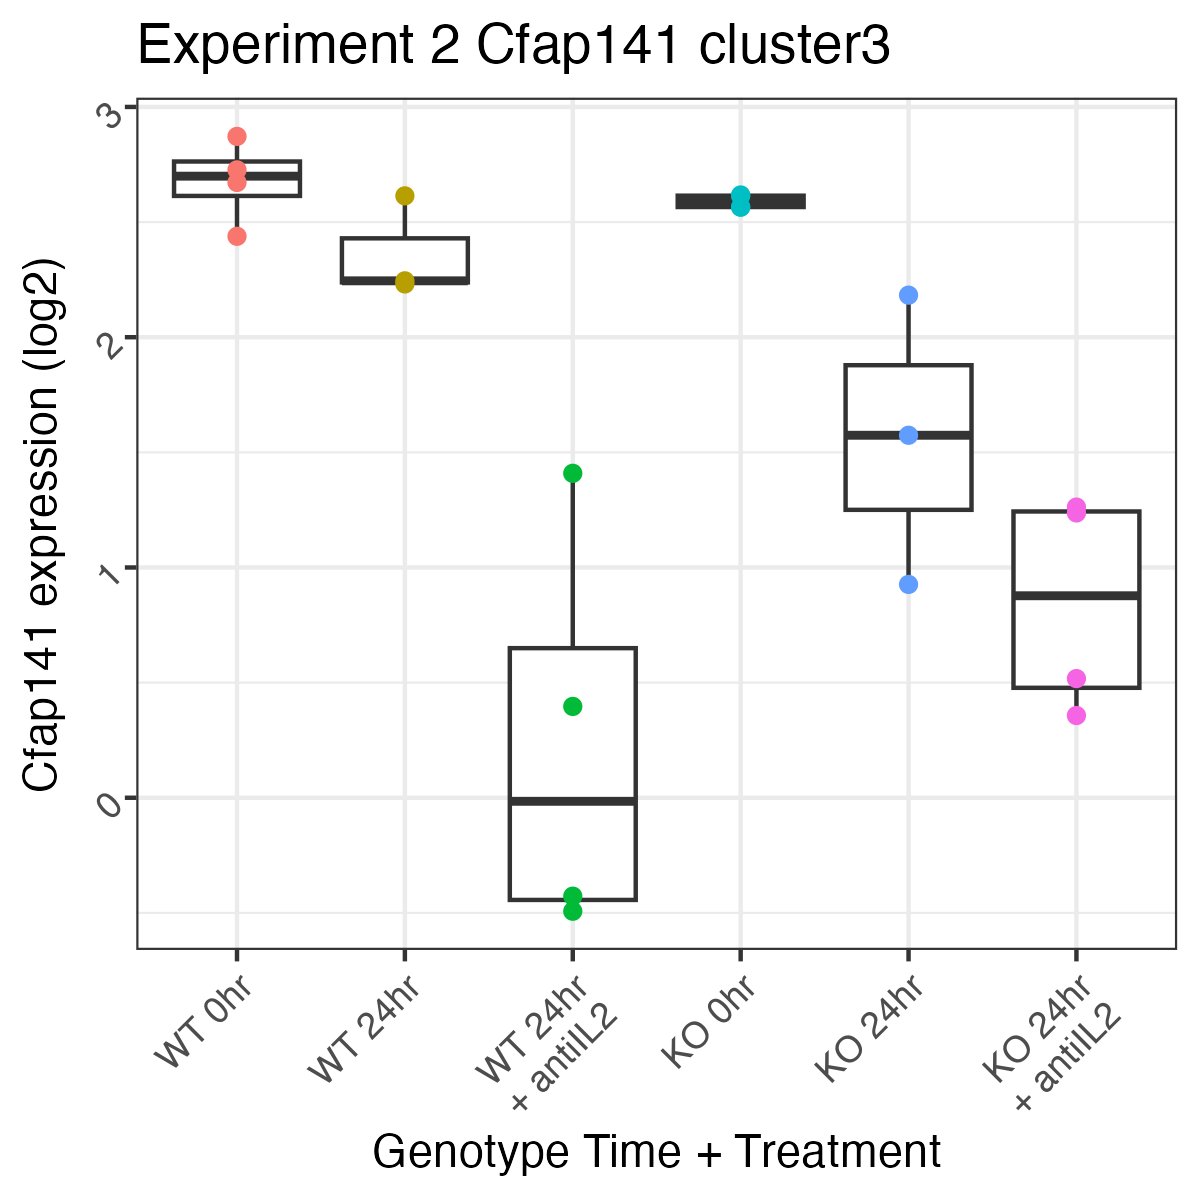 Experiment 2 Cfap141 cluster3
Cfap141 expression (log2)
3
2
1
0
WT 0hr
WT 24hr
WT 24hr
+ antiIL2
KO 0hr
KO 24hr
KO 24hr
+ antiIL2
Genotype Time + Treatment